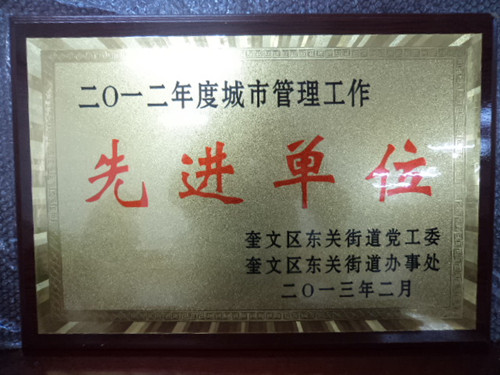 二〇一二年度城市管理工作
先进单位
奎文区东关街道党工委
奎文区东关街道办事处
二〇一三年二月